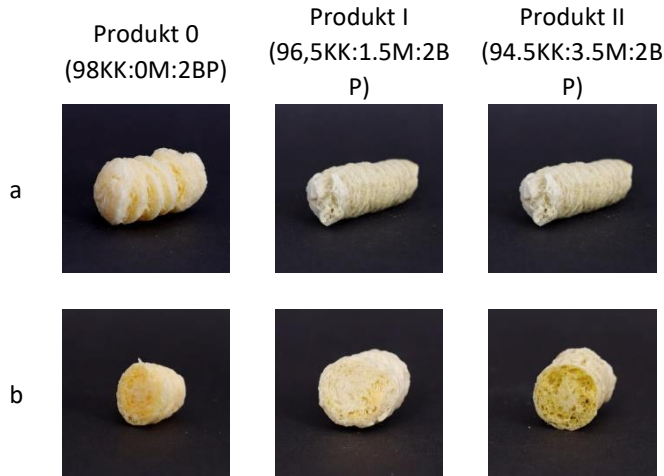 Produkt 0
(98KK:0M:2BP)
Produkt I
(96,5KK:1.5M:2B
P)
Produkt II
(94.5KK:3.5M:2B
P)
a
b